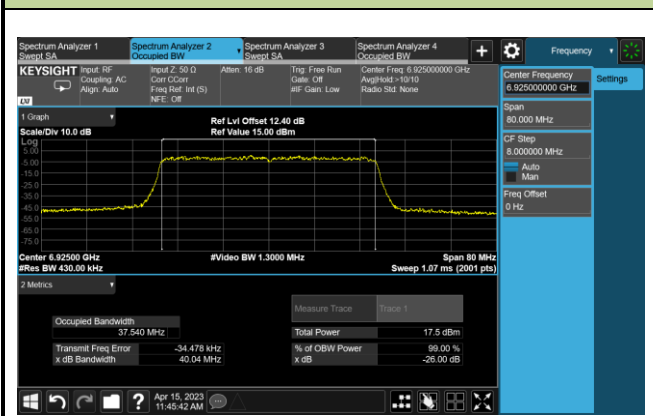 Spectrum Analyzer 1
Swept SA
Spectrum Analyzer 2
Occupied BW
Spectrum Analyzer 3
Swept SA
Spectrum Analyzer 4
Occupied BW
+
Frequency
KEYSIGHT
LXI
Input: RF
Coupling: AC
Align: Auto
Input Z: 50 Ω
Corr CCorr
Freq Ref: Int (S)
NFE: Off
Atten: 16 dB
Trig: Free Run
Gate: Off
#IF Gain: Low
Center Freq: 6.925000000 GHz
Avg|Hold:>10/10
Radio Std: None
Center Frequency
6.925000000 GHz
Settings
Span
80.000 MHz
CF Step
8.000000 MHz
Auto
Man
Freq Offset
0 Hz
1 Graph
Scale/Div 10.0 dB
Ref Lvl Offset 12.40 dB
Ref Value 15.00 dBm
Log
5.00
-5.00
-15.0
-25.0
-35.0
-45.0
-55.0
-65.0
-75.0
Center 6.92500 GHz
#Res BW 430.00 kHz
#Video BW 1.3000 MHz
Span 80 MHz
Sweep 1.07 ms (2001 pts)
2 Metrics
Measure Trace
Trace 1
Occupied Bandwidth
37.540 MHz
Total Power
17.5 dBm
Transmit Freq Error
-34.478 kHz
% of OBW Power
99.00 %
x dB Bandwidth
40.04 MHz
x dB
-26.00 dB
?
Apr 15, 2023
11:45:42 AM